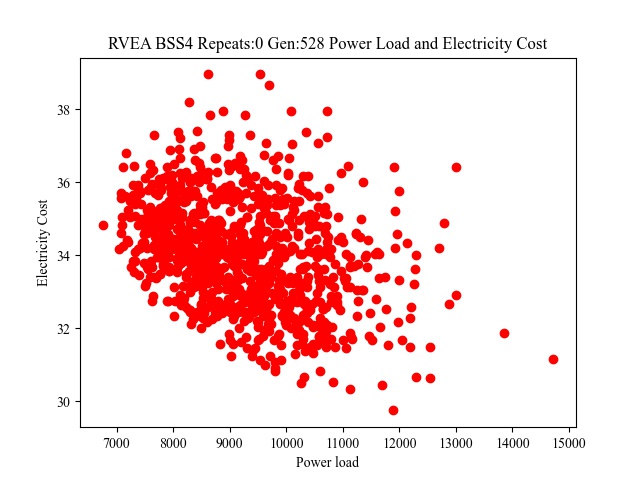 RVEA BSS4 Repeats:0 Gen:528 Power Load and Electricity Cost
38
36
34
32
30
Electricity Cost
7000 8000 9000 10000 11000 12000 13000 14000 15000
Power load